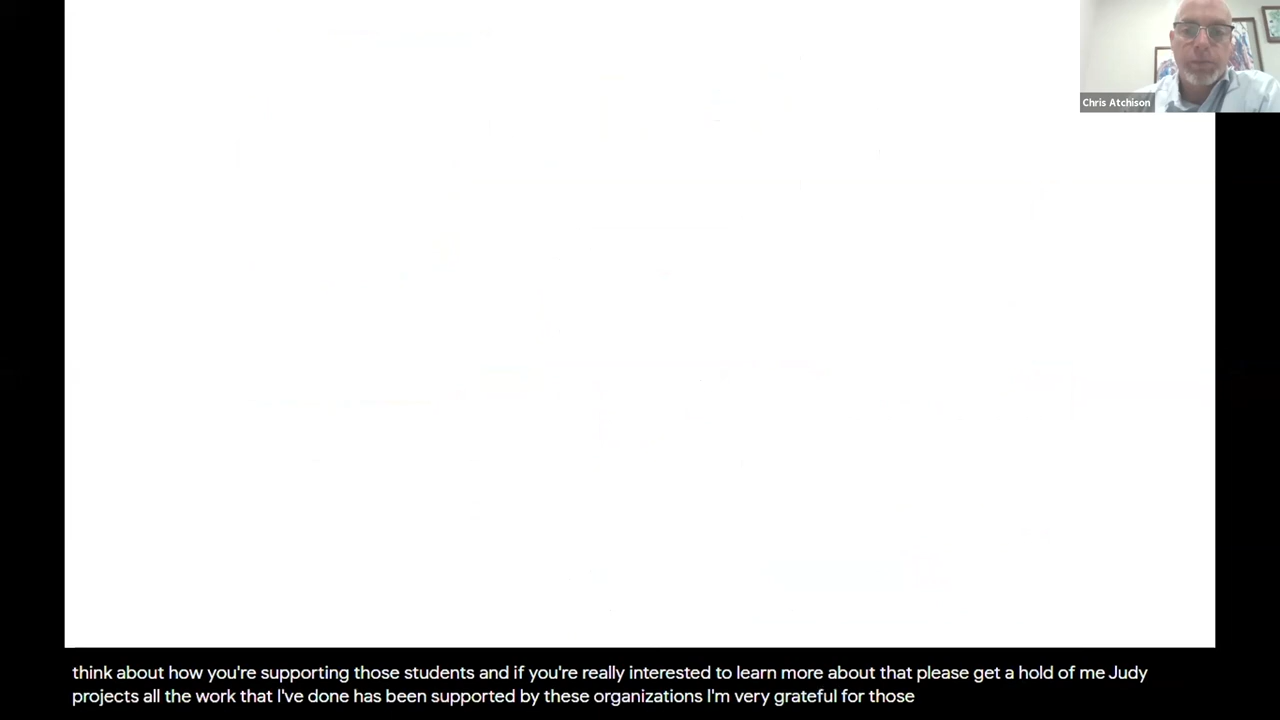 Chris Atchison
think about how you're supporting those students and if you're really interested to learn more about that please get a hold of me Judy
projects all the work that I've done has been supported by these organizations I'm very grateful for those